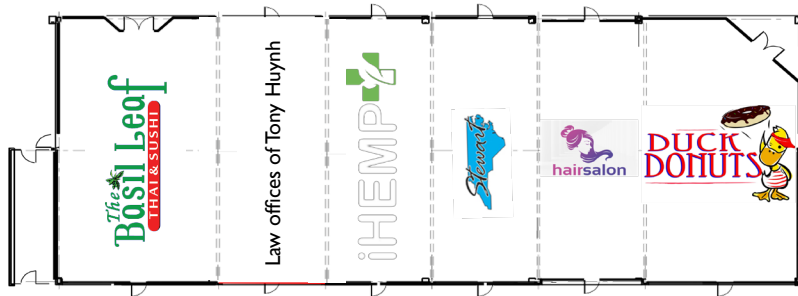 The
Basil Leaf
THAI & SUSHI
Law offices of Tony Huynh
iHEMP
Stewart
hairsalon
DUCK
DONUTS